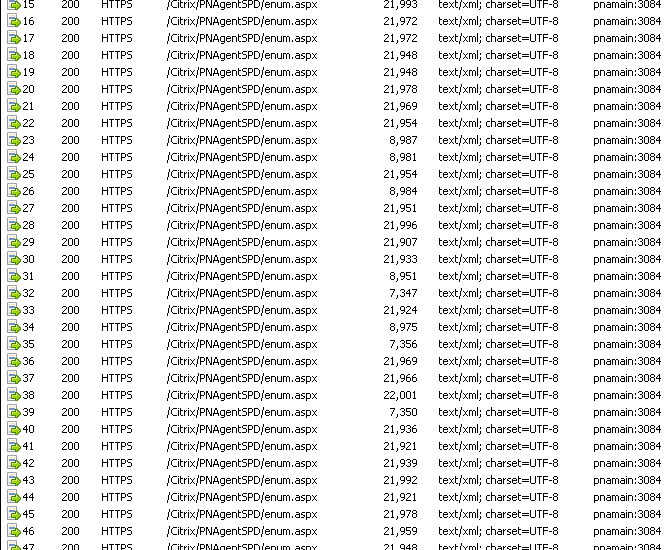 15 200 HTTPS /Citrix/PNAgentSPD/enum.aspx 21,993 text/xml; charset=UTF-8 pnamain:3084
16 200 HTTPS /Citrix/PNAgentSPD/enum.aspx 21,972 text/xml; charset=UTF-8 pnamain:3084
17 200 HTTPS /Citrix/PNAgentSPD/enum.aspx 21,972 text/xml; charset=UTF-8 pnamain:3084
18 200 HTTPS /Citrix/PNAgentSPD/enum.aspx 21,948 text/xml; charset=UTF-8 pnamain:3084
19 200 HTTPS /Citrix/PNAgentSPD/enum.aspx 21,948 text/xml; charset=UTF-8 pnamain:3084
20 200 HTTPS /Citrix/PNAgentSPD/enum.aspx 21,978 text/xml; charset=UTF-8 pnamain:3084
21 200 HTTPS /Citrix/PNAgentSPD/enum.aspx 21,969 text/xml; charset=UTF-8 pnamain:3084
22 200 HTTPS /Citrix/PNAgentSPD/enum.aspx 21,954 text/xml; charset=UTF-8 pnamain:3084
23 200 HTTPS /Citrix/PNAgentSPD/enum.aspx 8,987 text/xml; charset=UTF-8 pnamain:3084
24 200 HTTPS /Citrix/PNAgentSPD/enum.aspx 8,981 text/xml; charset=UTF-8 pnamain:3084
25 200 HTTPS /Citrix/PNAgentSPD/enum.aspx 21,954 text/xml; charset=UTF-8 pnamain:3084
26 200 HTTPS /Citrix/PNAgentSPD/enum.aspx 8,984 text/xml; charset=UTF-8 pnamain:3084
27 200 HTTPS /Citrix/PNAgentSPD/enum.aspx 21,951 text/xml; charset=UTF-8 pnamain:3084
28 200 HTTPS /Citrix/PNAgentSPD/enum.aspx 21,996 text/xml; charset=UTF-8 pnamain:3084
29 200 HTTPS /Citrix/PNAgentSPD/enum.aspx 21,907 text/xml; charset=UTF-8 pnamain:3084
30 200 HTTPS /Citrix/PNAgentSPD/enum.aspx 21,933 text/xml; charset=UTF-8 pnamain:3084
31 200 HTTPS /Citrix/PNAgentSPD/enum.aspx 8,951 text/xml; charset=UTF-8 pnamain:3084
32 200 HTTPS /Citrix/PNAgentSPD/enum.aspx 7,347 text/xml; charset=UTF-8 pnamain:3084
33 200 HTTPS /Citrix/PNAgentSPD/enum.aspx 21,924 text/xml; charset=UTF-8 pnamain:3084
34 200 HTTPS /Citrix/PNAgentSPD/enum.aspx 8,975 text/xml; charset=UTF-8 pnamain:3084
35 200 HTTPS /Citrix/PNAgentSPD/enum.aspx 7,356 text/xml; charset=UTF-8 pnamain:3084
36 200 HTTPS /Citrix/PNAgentSPD/enum.aspx 21,969 text/xml; charset=UTF-8 pnamain:3084
37 200 HTTPS /Citrix/PNAgentSPD/enum.aspx 21,966 text/xml; charset=UTF-8 pnamain:3084
38 200 HTTPS /Citrix/PNAgentSPD/enum.aspx 22,001 text/xml; charset=UTF-8 pnamain:3084
39 200 HTTPS /Citrix/PNAgentSPD/enum.aspx 7,350 text/xml; charset=UTF-8 pnamain:3084
40 200 HTTPS /Citrix/PNAgentSPD/enum.aspx 21,936 text/xml; charset=UTF-8 pnamain:3084
41 200 HTTPS /Citrix/PNAgentSPD/enum.aspx 21,921 text/xml; charset=UTF-8 pnamain:3084
42 200 HTTPS /Citrix/PNAgentSPD/enum.aspx 21,939 text/xml; charset=UTF-8 pnamain:3084
43 200 HTTPS /Citrix/PNAgentSPD/enum.aspx 21,992 text/xml; charset=UTF-8 pnamain:3084
44 200 HTTPS /Citrix/PNAgentSPD/enum.aspx 21,921 text/xml; charset=UTF-8 pnamain:3084
45 200 HTTPS /Citrix/PNAgentSPD/enum.aspx 21,978 text/xml; charset=UTF-8 pnamain:3084
46 200 HTTPS /Citrix/PNAgentSPD/enum.aspx 21,959 text/xml; charset=UTF-8 pnamain:3084
47 200 HTTPS /Citrix/PNAgentSPD/enum.aspx 21,948 text/xml; charset=UTF-8 pnamain:3084